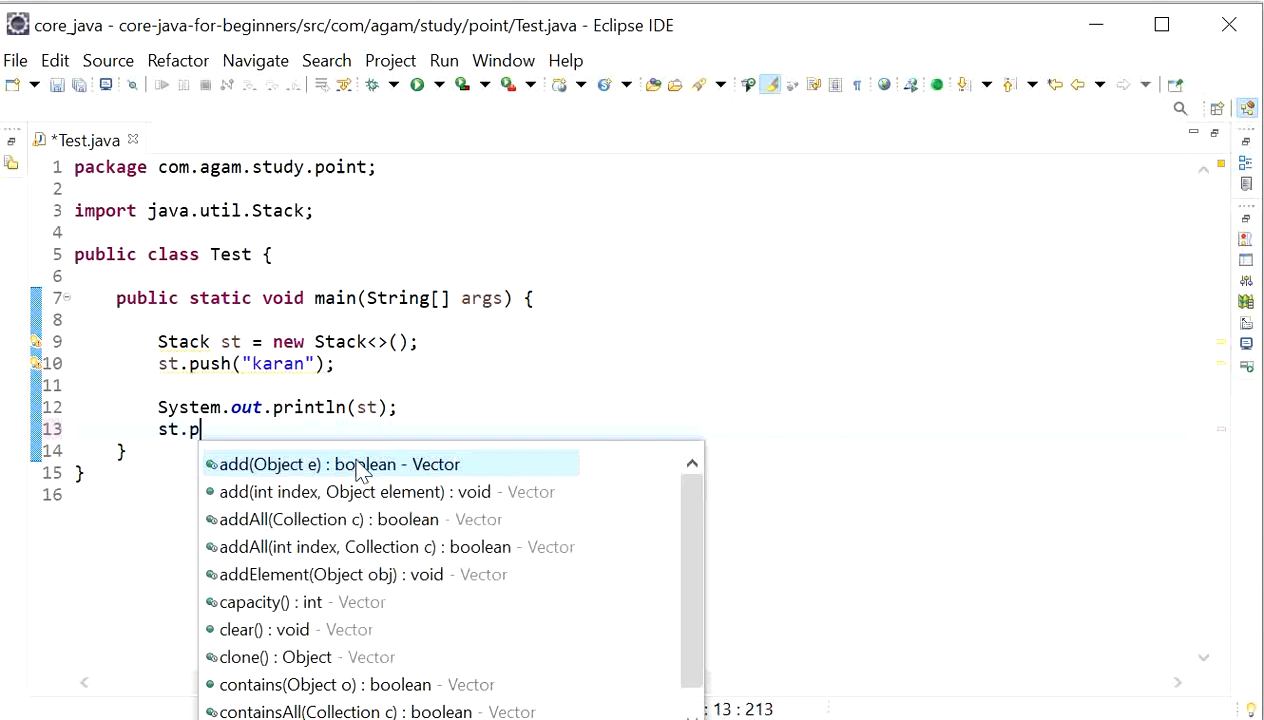 core_java - core-java-for-beginners/src/com/agam/study/point/Test.java - Eclipse IDE
File Edit Source Refactor Navigate Search Project Run Window Help
*Test.java
1 package com.agam.study.point;
2
3 import java.util.Stack;
4
5 public class Test {
6
7 public static void main(String[] args) {
8
9 Stack st = new Stack<>();
10 st.push("karan");
11
12 System.out.println(st);
13 st.p
14 }
15 }
16
add(Object e) : boolean - Vector
add(int index, Object element) : void - Vector
addAll(Collection c) : boolean - Vector
addAll(int index, Collection c) : boolean - Vector
addElement(Object obj) : void - Vector
capacity() : int - Vector
clear() : void - Vector
clone() : Object - Vector
contains(Object o) : boolean - Vector
containsAll(Collection c) : boolean - Vector
: 13 : 213